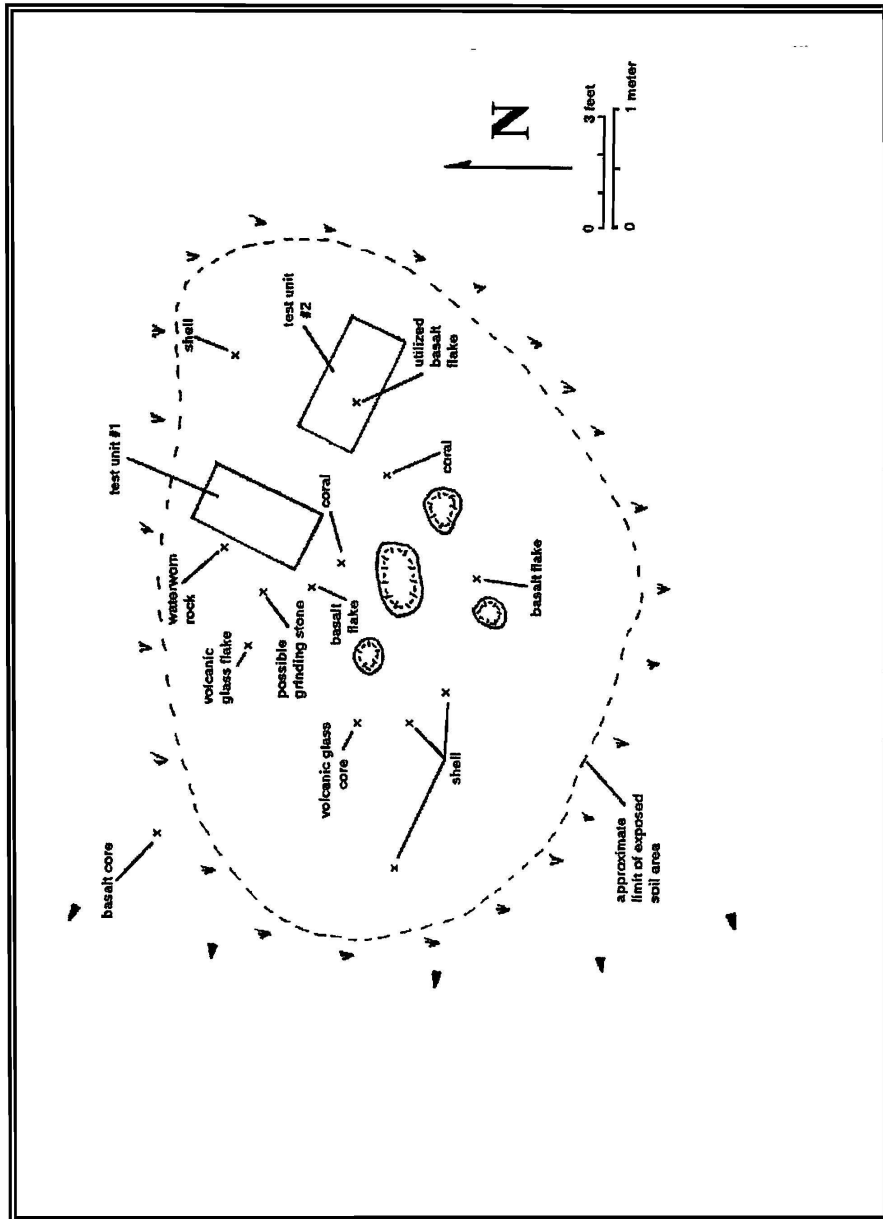 basalt core
volcanic
glass flake
waterworn
rock
test unit #1
shell
possible
grinding stone
basalt
flake
coral
test unit
#2
volcanic glass
core
utilized
basalt
flake
shell
coral
basalt flake
approximate
limit of exposed
soil area
N
0 3 feet
0 1 meter